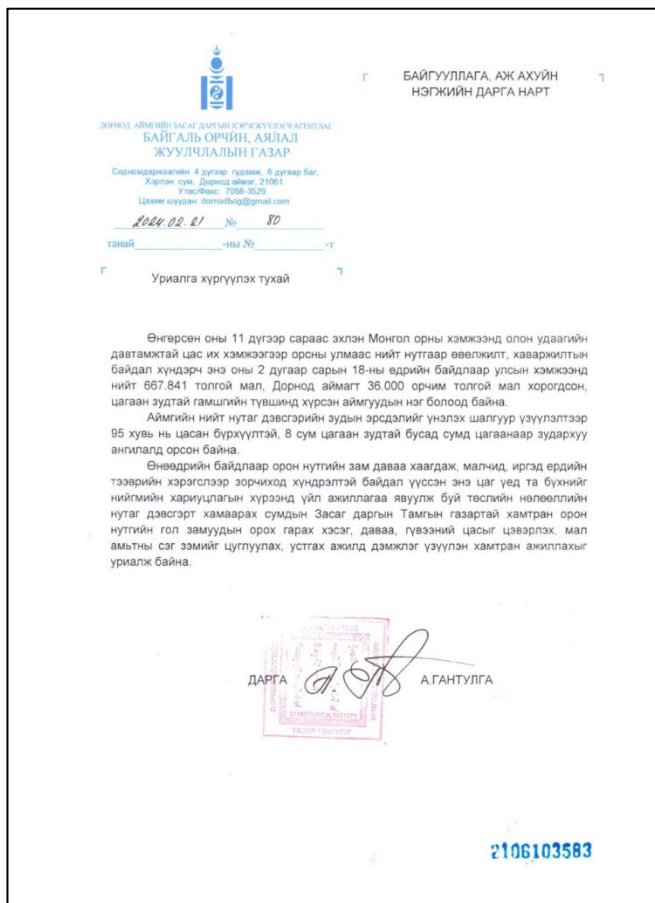 БАЙГУУЛЛАГА, АЖ АХУЙН
НЭГЖИЙН ДАРГА НАРТ
ДОРНОД АЙМГИЙН ЗАСАГ ДАРГЫН ХЭРЭГЖҮҮЛЭГЧ АГЕНТЛАГ
БАЙГАЛЬ ОРЧИН, АЯЛАЛ
ЖУУЛЧЛАЛЫН ГАЗАР
Содномдаржаагийн 4 дүгээр гудамж, 6 дугаар баг,
Хэрлэн сум, Дорнод аймаг, 21061
Утас/Факс: 7058-3529
Цахим шуудан: dornodbog@gmail.com
2024.02.21 № 80
танай -ны № -т
Уриалга хүргүүлэх тухай
Өнгөрсөн оны 11 дүгээр сараас эхлэн Монгол орны хэмжээнд олон удаагийн
давтамжтай цас их хэмжээгээр орсны улмаас нийт нутгаар өвөлжилт, хаваржилтын
байдал хүндэрч энэ оны 2 дугаар сарын 18-ны өдрийн байдлаар улсын хэмжээнд
нийт 667.841 толгой мал, Дорнод аймагт 36.000 орчим толгой мал хорогдсон,
цагаан зудтай гамшгийн түвшинд хүрсэн аймгуудын нэг болоод байна.
Аймгийн нийт нутаг дэвсгэрийн зудын эрсдэлийг үнэлэх шалгуур үзүүлэлтээр
95 хувь нь цасан бүрхүүлтэй, 8 сум цагаан зудтай бусад сумд цагаанаар зудархуу
ангилалд орсон байна.
Өнөөдрийн байдлаар орон нутгийн зам даваа хаагдаж, малчид, иргэд ердийн
тээврийн хэрэгслээр зорчиход хүндрэлтэй байдал үүссэн энэ цаг үед та бүхнийг
нийгмийн хариуцлагын хүрээнд үйл ажиллагаа явуулж буй төслийн нөлөөллийн
нутаг дэвсгэрт хамаарах сумдын Засаг даргын Тамгын газартай хамтран орон
нутгийн гол замуудын орох гарах хэсэг, даваа, гүвээний цасыг цэвэрлэх, мал
амьтны сэг зэмийг цуглуулах, устгах ажилд дэмжлэг үзүүлэн хамтран ажиллахыг
уриалж байна.
ДАРГА А.ГАНТУЛГА
2106103583